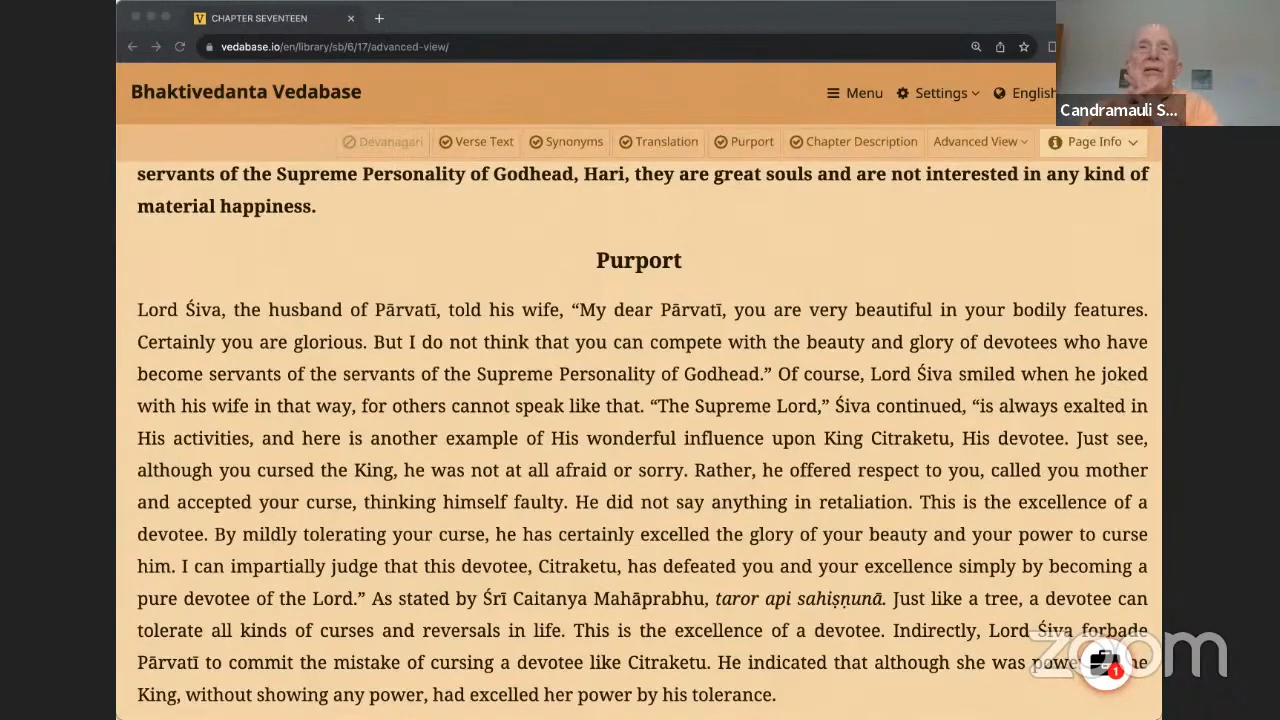 CHAPTER SEVENTEEN
vedabase.io/en/library/sb/6/17/advanced-view/
Bhaktivedanta Vedabase
Menu
Settings
English
Candramauli S...
Devanagari
Verse Text
Synonyms
Translation
Purport
Chapter Description
Advanced View
Page Info
servants of the Supreme Personality of Godhead, Hari, they are great souls and are not interested in any kind of
material happiness.
Purport
Lord Śiva, the husband of Pārvatī, told his wife, “My dear Pārvatī, you are very beautiful in your bodily features.
Certainly you are glorious. But I do not think that you can compete with the beauty and glory of devotees who have
become servants of the servants of the Supreme Personality of Godhead.” Of course, Lord Śiva smiled when he joked
with his wife in that way, for others cannot speak like that. “The Supreme Lord,” Śiva continued, “is always exalted in
His activities, and here is another example of His wonderful influence upon King Citraketu, His devotee. Just see,
although you cursed the King, he was not at all afraid or sorry. Rather, he offered respect to you, called you mother
and accepted your curse, thinking himself faulty. He did not say anything in retaliation. This is the excellence of a
devotee. By mildly tolerating your curse, he has certainly excelled the glory of your beauty and your power to curse
him. I can impartially judge that this devotee, Citraketu, has defeated you and your excellence simply by becoming a
pure devotee of the Lord.” As stated by Śrī Caitanya Mahāprabhu, taror api sahiṣṇunā. Just like a tree, a devotee can
tolerate all kinds of curses and reversals in life. This is the excellence of a devotee. Indirectly, Lord Śiva forbade
Pārvatī to commit the mistake of cursing a devotee like Citraketu. He indicated that although she was
King, without showing any power, had excelled her power by his tolerance.
zoom
1